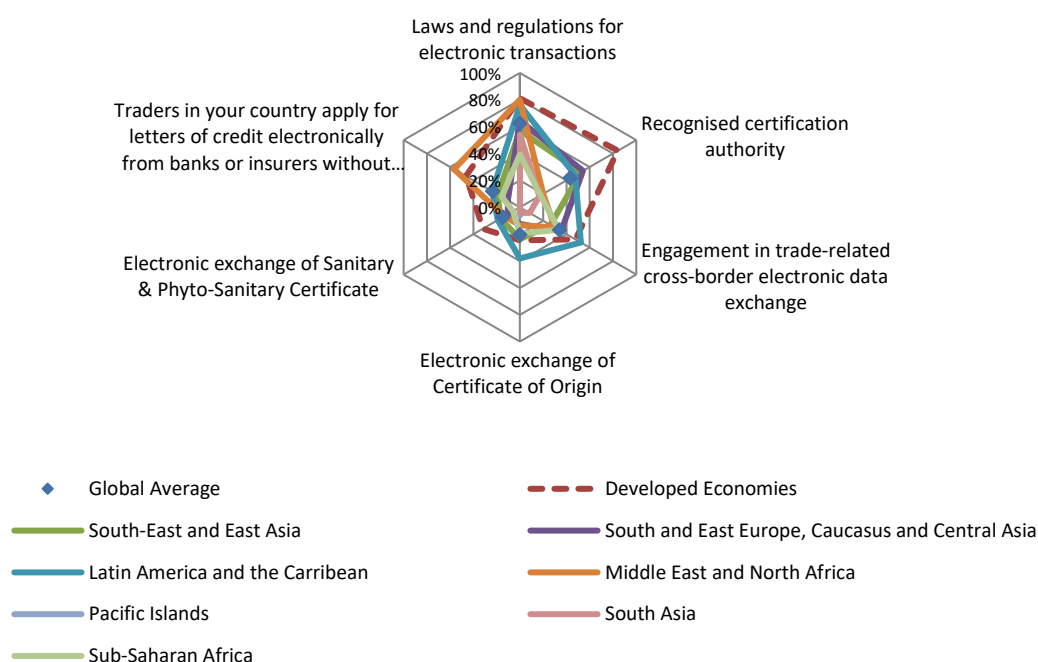 Laws and regulations for
electronic transactions
100%
80%
60%
40%
20%
0%
Traders in your country apply for
letters of credit electronically
from banks or insurers without…
Recognised certification
authority
Electronic exchange of Sanitary
& Phyto-Sanitary Certificate
Engagement in trade-related
cross-border electronic data
exchange
Electronic exchange of
Certificate of Origin
Global Average
Developed Economies
South-East and East Asia
South and East Europe, Caucasus and Central Asia
Latin America and the Carribean
Middle East and North Africa
Pacific Islands
South Asia
Sub-Saharan Africa